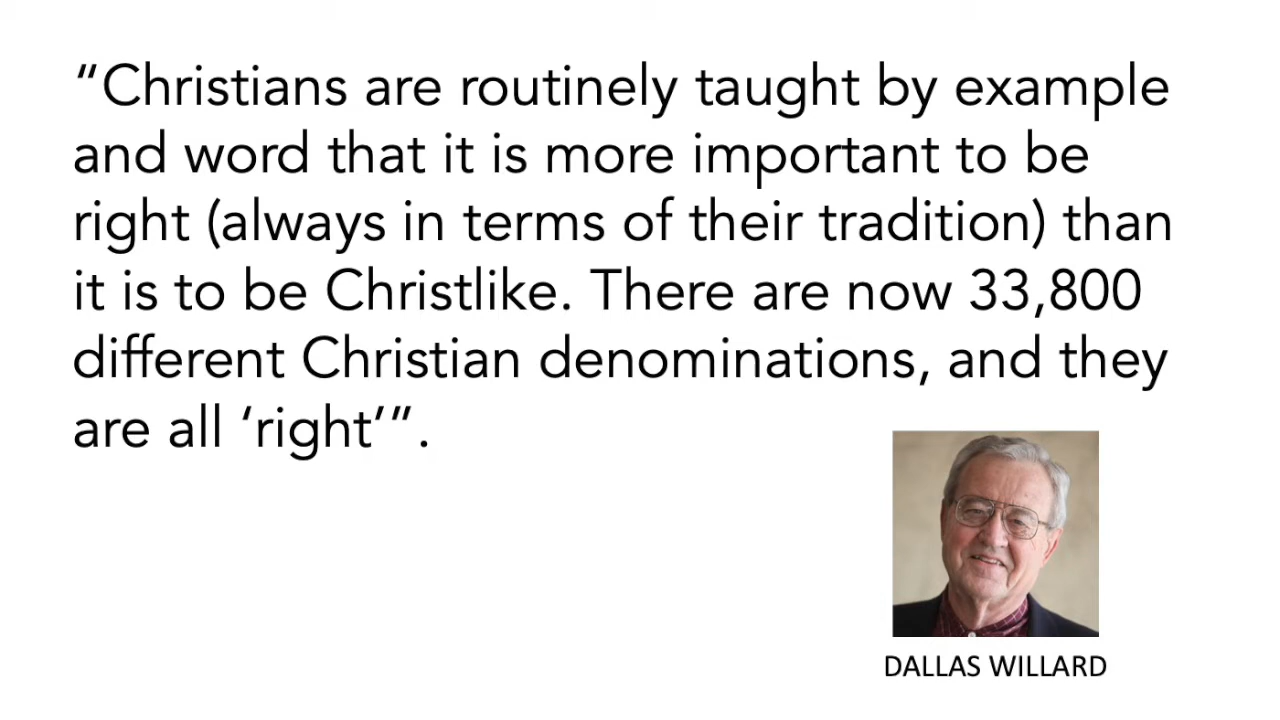 “Christians are routinely taught by example
and word that it is more important to be
right (always in terms of their tradition) than
it is to be Christlike. There are now 33,800
different Christian denominations, and they
are all ‘right’”.
DALLAS WILLARD